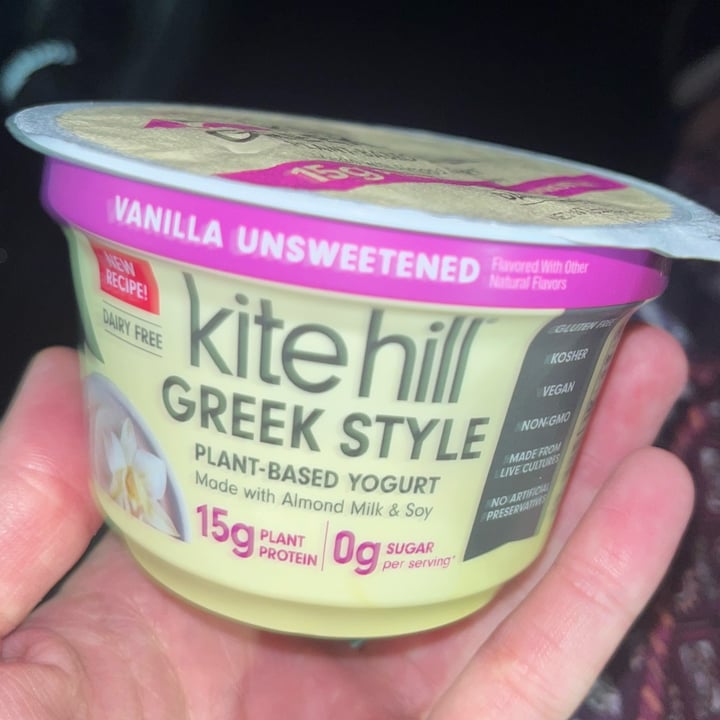 15g
VANILLA UNSWEETENED
Flavored With Other
Natural Flavors
NEW
RECIPE!
DAIRY FREE
kite hill
GREEK STYLE
PLANT-BASED YOGURT
Made with Almond Milk & Soy
15g PLANT
PROTEIN
0g SUGAR
per serving*
GLUTEN FREE
KOSHER
VEGAN
NON-GMO
MADE FROM
LIVE CULTURES
NO ARTIFICIAL
PRESERVATIVES